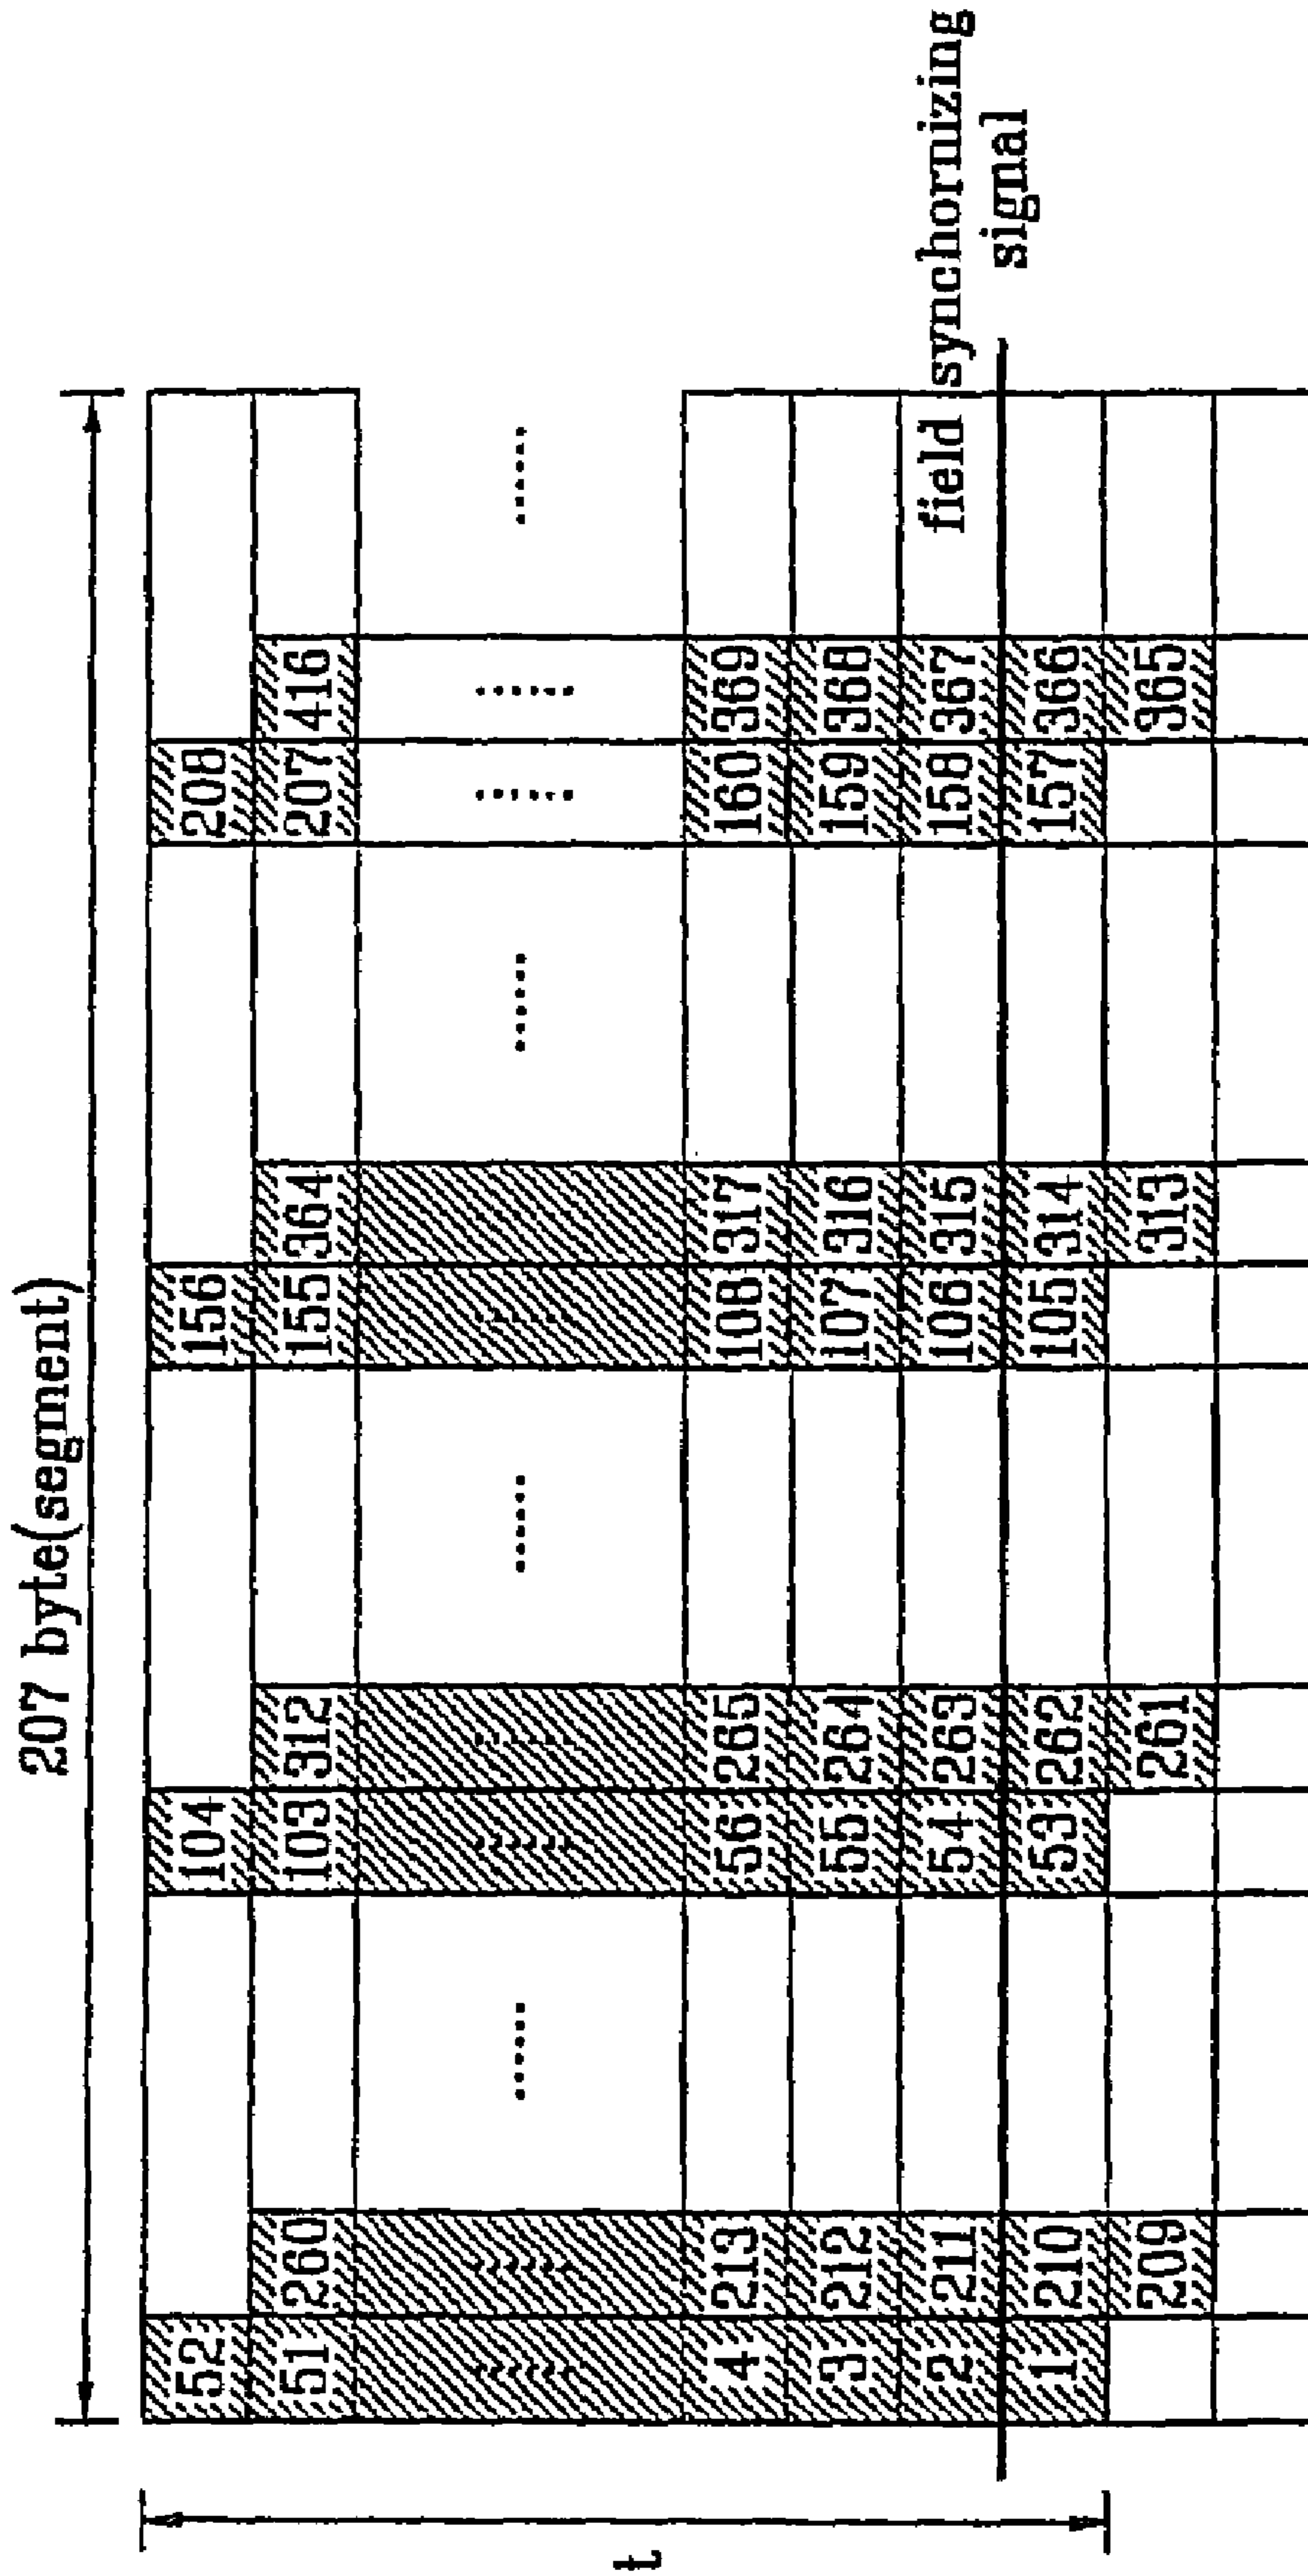 207 byte(segment)
52 104 156 208
51 260 103 312 155 364 207 416
t
4 213 56 265 108 317 160 369
3 212 55 264 107 316 159 368
2 211 54 263 106 315 158 367 field synchornizing
signal
1 210 53 262 105 314 157 366
209 261 313 365